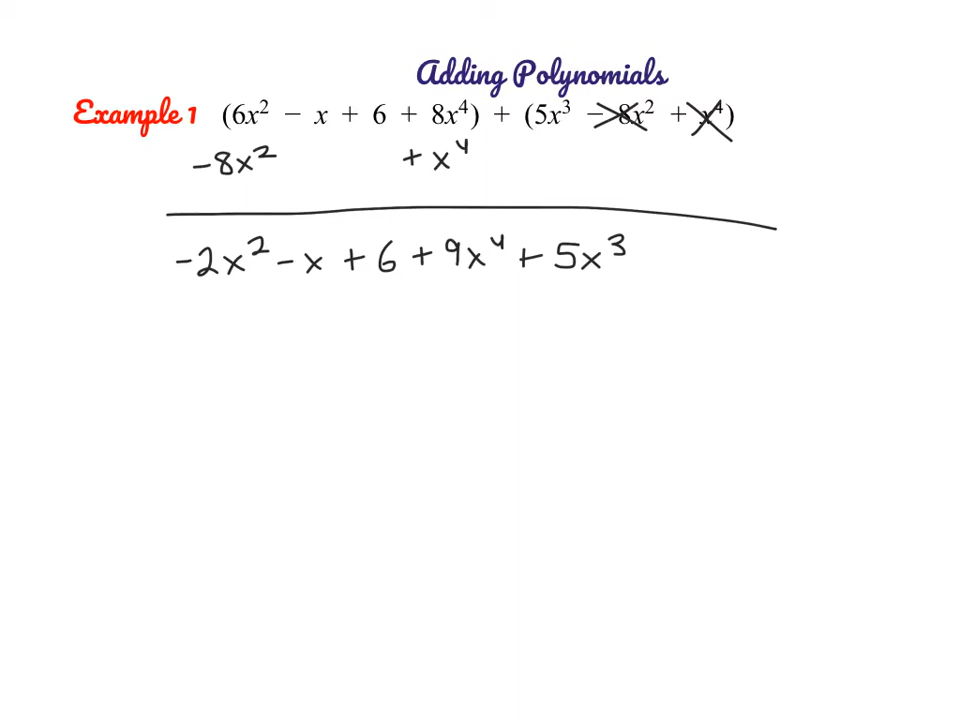 Adding Polynomials
Example 1 (6x² − x + 6 + 8x⁴) + (5x³ − 8x² + x⁴)
-8x² + x⁴
-2x² - x + 6 + 9x⁴ + 5x³